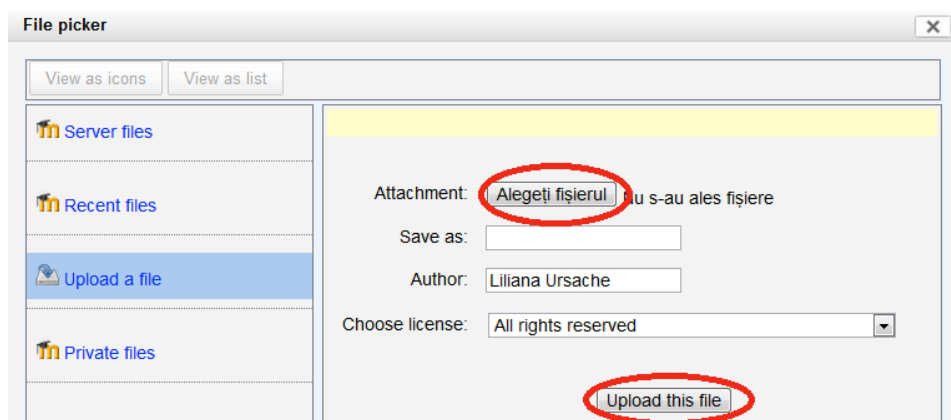 File picker
View as icons View as list
Server files
Recent files
Upload a file
Private files
Attachment: Alegeți fișierul Nu s-au ales fișiere
Save as:
Author: Liliana Ursache
Choose license: All rights reserved
Upload this file